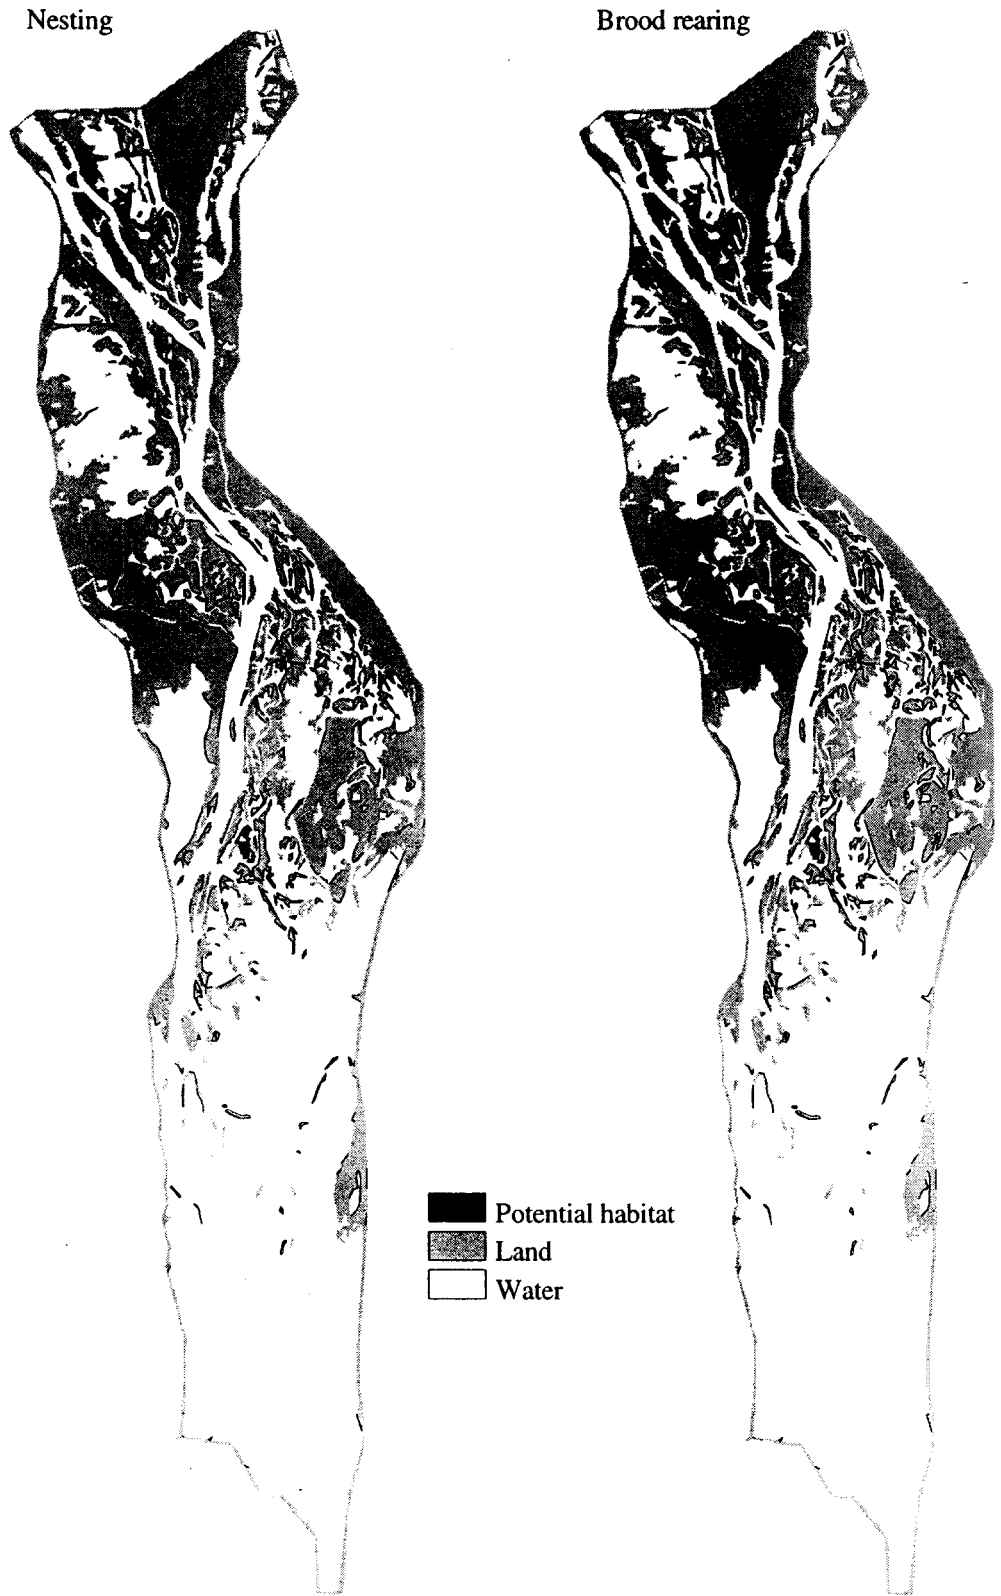 Nesting
Brood rearing
Potential habitat
Land
Water